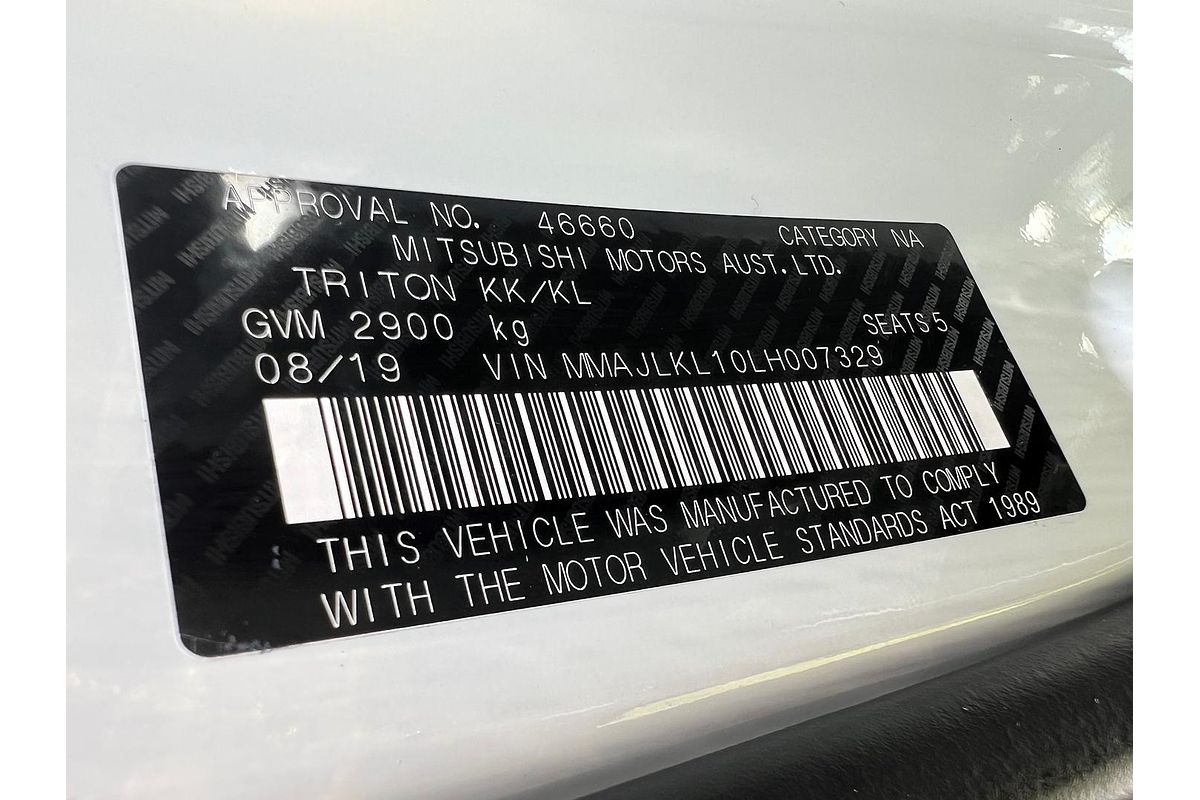 APPROVAL NO. 46660 CATEGORY NA
MITSUBISHI MOTORS AUST.LTD.
TRITON KK/KL
GVM 2900 kg SEATS 5
08/19 VIN MMAJLKL10LH007329
THIS VEHICLE WAS MANUFACTURED TO COMPLY
WITH THE MOTOR VEHICLE STANDARDS ACT 1989